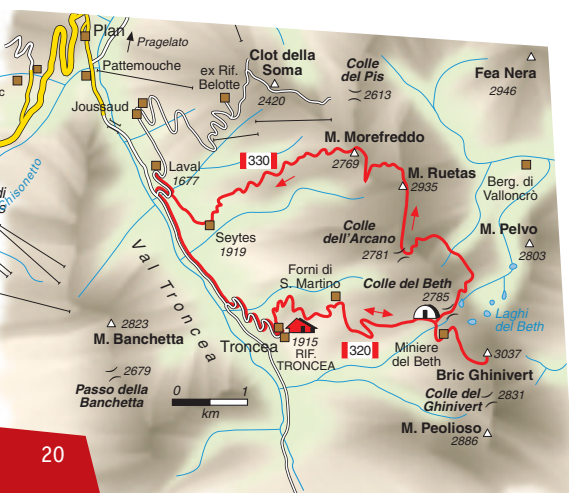 Plan
Pragelato
Pattemouche
ex Rif.
Belotte
Clot della
Soma
2420
Colle
del Pis
2613
Fea Nera
2946
c
Joussaud
M. Morefreddo
2769
330
Laval
1677
M. Ruetas
2935
Berg. di
Valloncrò
di
s
Chisonetto
Seytes
1919
Colle
dell'Arcano
2781
M. Pelvo
2803
Val Troncea
Forni di
S. Martino
Colle del Beth
2785
Laghi
del Beth
2823
M. Banchetta
Troncea
1915
RIF.
TRONCEA
320
Miniere
del Beth
3037
Bric Ghinivert
2679
Passo della
Banchetta
0 1
km
Colle del
Ghinivert
2831
M. Peolioso
2886
20